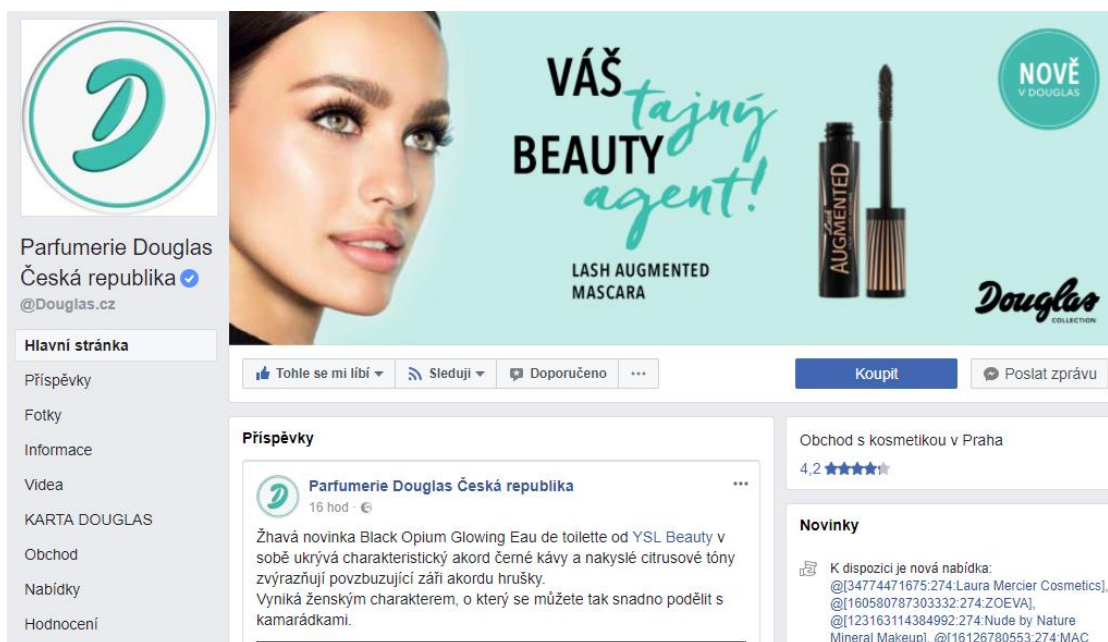 D
Parfumerie Douglas
Česká republika
@Douglas.cz
Hlavní stránka
Příspěvky
Fotky
Informace
Videa
KARTA DOUGLAS
Obchod
Nabídky
Hodnocení
VÁŠ
tajný
BEAUTY
agent!
LASH AUGMENTED
MASCARA
Lash
AUGMENTED
NOVĚ
V DOUGLAS
Douglas
COLLECTION
Tohle se mi líbí
Sleduji
Doporučeno
...
Koupit
Poslat zprávu
Příspěvky
D
Parfumerie Douglas Česká republika
...
16 hod ·
Žhavá novinka Black Opium Glowing Eau de toilette od YSL Beauty v
sobě ukrývá charakteristický akord černé kávy a nakyslé citrusové tóny
zvýrazňují povzbuzující záři akordu hrušky.
Vyniká ženským charakterem, o který se můžete tak snadno podělit s
kamarádkami.
Obchod s kosmetikou v Praha
4,2
Novinky
K dispozici je nová nabídka:
@[34774471675:274:Laura Mercier Cosmetics],
@[160580787303332:274:ZOEVA],
@[123163114384992:274:Nude by Nature
Mineral Makeup], @[16126780553:274:MAC